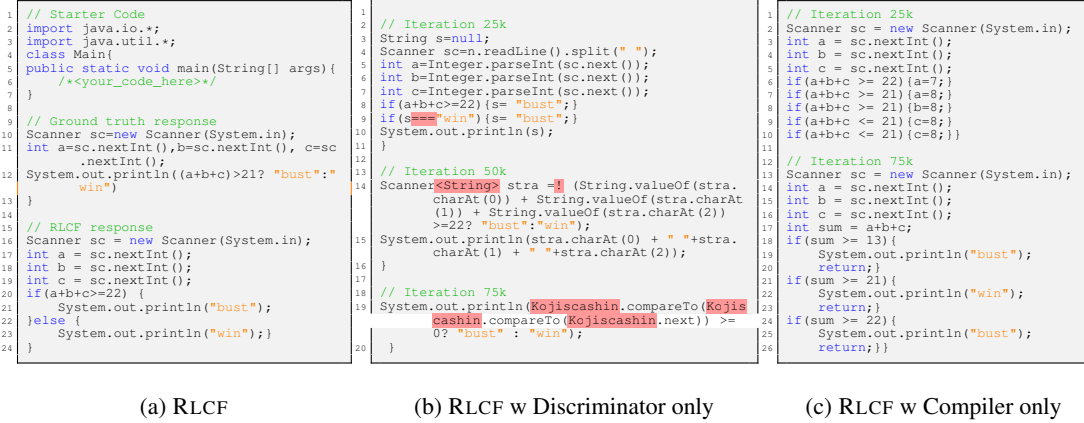 1 // Starter Code
2 import java.io.*;
3 import java.util.*;
4 class Main{
5 public static void main(String[] args){
6 /*<your_code_here>*/
7 }
8
9 // Ground truth response
10 Scanner sc=new Scanner(System.in);
11 int a=sc.nextInt(),b=sc.nextInt(), c=sc
.nextInt();
12 System.out.println((a+b+c)>21? "bust":"
win")
13 }
14
15 // RLCF response
16 Scanner sc = new Scanner(System.in);
17 int a = sc.nextInt();
18 int b = sc.nextInt();
19 int c = sc.nextInt();
20 if(a+b+c>=22) {
21 System.out.println("bust");
22 }else {
23 System.out.println("win");}
24 }
(a) RLCF
1
2 // Iteration 25k
3 String s=null;
4 Scanner sc=n.readLine().split(" ");
5 int a=Integer.parseInt(sc.next());
6 int b=Integer.parseInt(sc.next());
7 int c=Integer.parseInt(sc.next());
8 if(a+b+c>=22){s= "bust";}
9 if(s==="win"){s= "bust";}
10 System.out.println(s);
11 }
12
13 // Iteration 50k
14 Scanner<String> stra =! (String.valueOf(stra.
charAt(0)) + String.valueOf(stra.charAt
(1)) + String.valueOf(stra.charAt(2))
>=22? "bust":"win");
15 System.out.println(stra.charAt(0) + " "+stra.
charAt(1) + " "+stra.charAt(2));
16 }
17
18 // Iteration 75k
19 System.out.println(Kojiscashin.compareTo(Kojis
cashin.compareTo(Kojiscashin.next)) >=
0? "bust" : "win");
20 }
(b) RLCF w Discriminator only
1 // Iteration 25k
2 Scanner sc = new Scanner(System.in);
3 int a = sc.nextInt();
4 int b = sc.nextInt();
5 int c = sc.nextInt();
6 if(a+b+c >= 22){a=7;}
7 if(a+b+c >= 21){a=8;}
8 if(a+b+c >= 21){b=8;}
9 if(a+b+c <= 21){c=8;}
10 if(a+b+c <= 21){c=8;}}
11
12 // Iteration 75k
13 Scanner sc = new Scanner(System.in);
14 int a = sc.nextInt();
15 int b = sc.nextInt();
16 int c = sc.nextInt();
17 int sum = a+b+c;
18 if(sum >= 13){
19 System.out.println("bust");
20 return;}
21 if(sum >= 21){
22 System.out.println("win");
23 return;}
24 if(sum >= 22){
25 System.out.println("bust");
26 return;}}
(c) RLCF w Compiler only